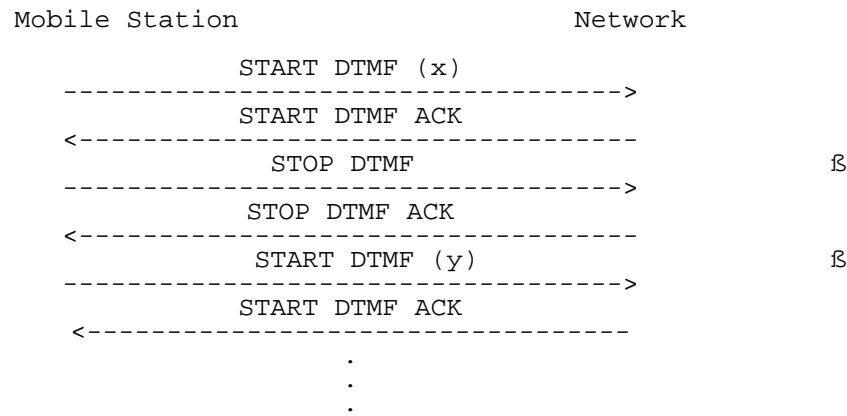 Mobile Station Network
START DTMF (x)
----------------------------------->
START DTMF ACK
<-----------------------------------
STOP DTMF ß
----------------------------------->
STOP DTMF ACK
<-----------------------------------
START DTMF (y) ß
----------------------------------->
START DTMF ACK
<----------------------------------
.
.
.